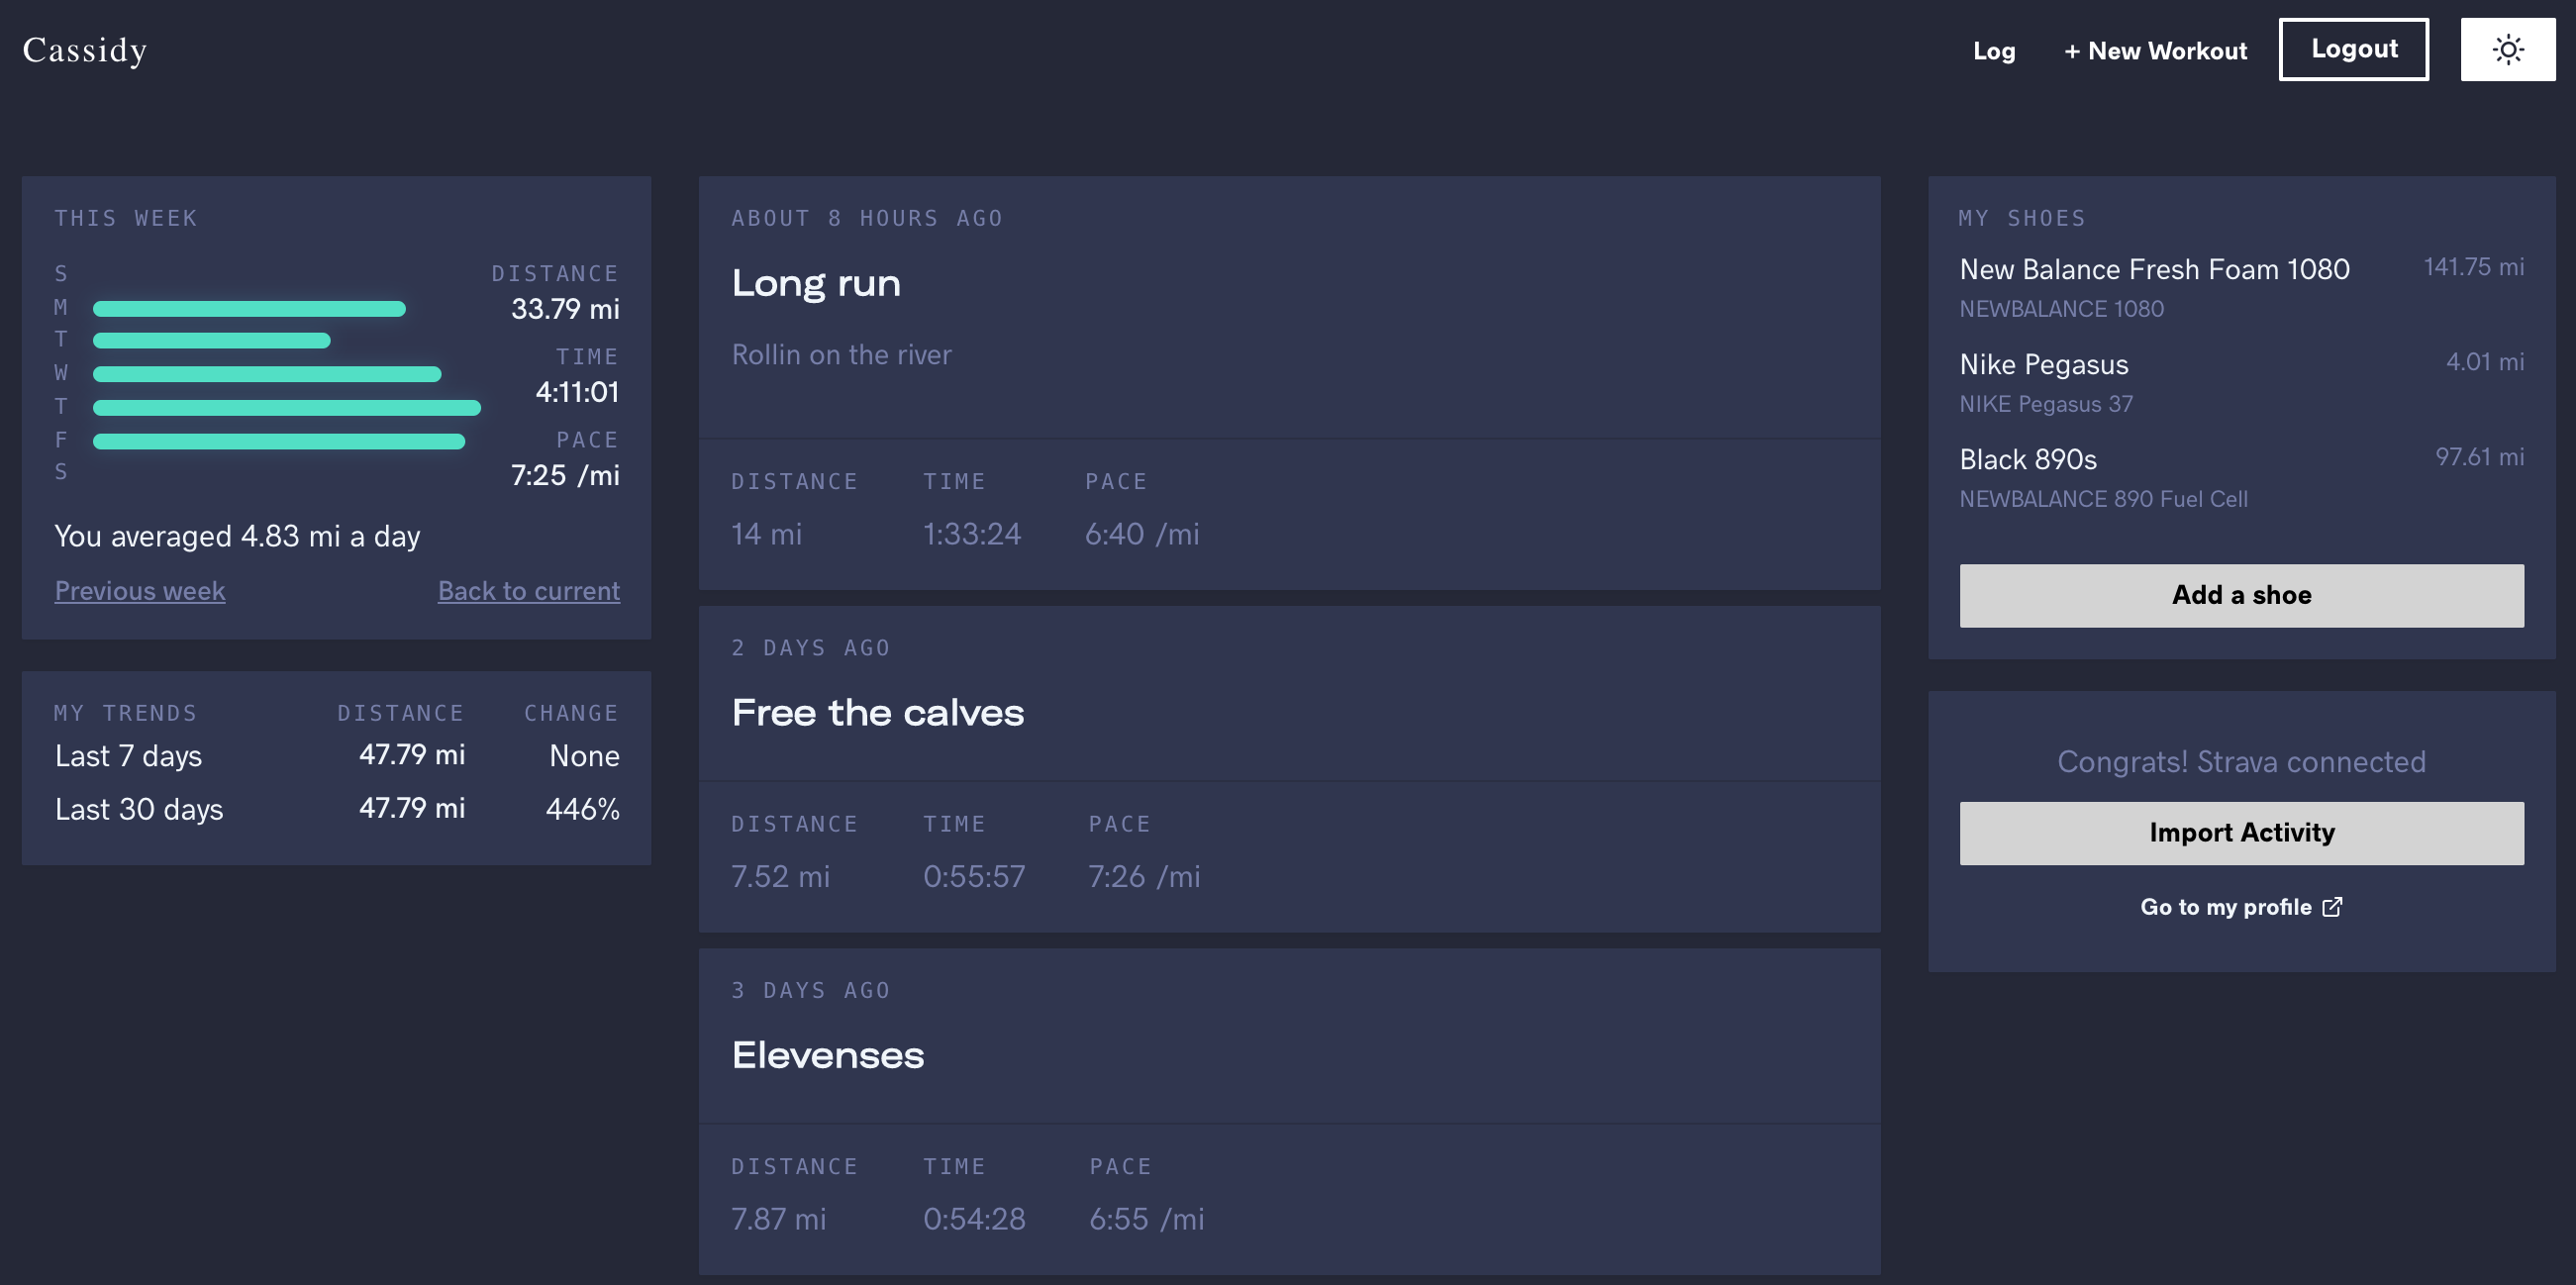 Cassidy
Log
+ New Workout
Logout
THIS WEEK
S
M
T
W
T
F
S
DISTANCE
33.79 mi
TIME
4:11:01
PACE
7:25 /mi
You averaged 4.83 mi a day
Previous week
Back to current
MY TRENDS DISTANCE CHANGE
Last 7 days 47.79 mi None
Last 30 days 47.79 mi 446%
ABOUT 8 HOURS AGO
Long run
Rollin on the river
DISTANCE TIME PACE
14 mi 1:33:24 6:40 /mi
2 DAYS AGO
Free the calves
DISTANCE TIME PACE
7.52 mi 0:55:57 7:26 /mi
3 DAYS AGO
Elevenses
DISTANCE TIME PACE
7.87 mi 0:54:28 6:55 /mi
MY SHOES
New Balance Fresh Foam 1080 141.75 mi
NEWBALANCE 1080
Nike Pegasus 4.01 mi
NIKE Pegasus 37
Black 890s 97.61 mi
NEWBALANCE 890 Fuel Cell
Add a shoe
Congrats! Strava connected
Import Activity
Go to my profile